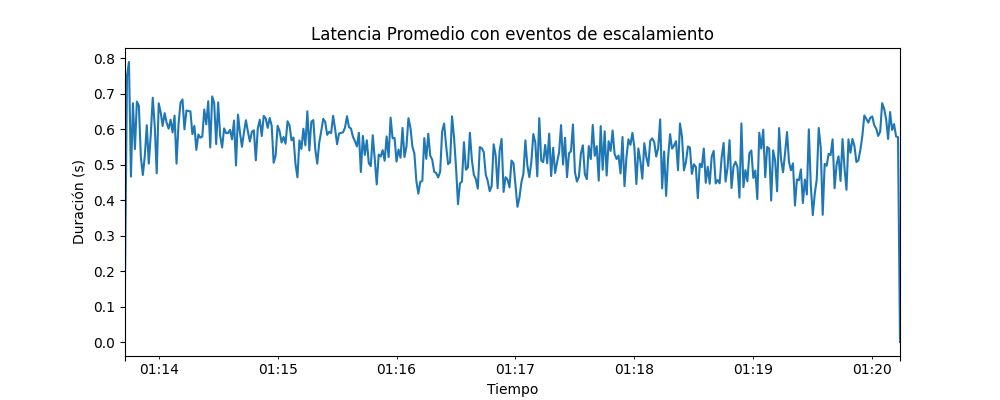 Latencia Promedio con eventos de escalamiento
0.8
0.7
0.6
0.5
0.4
0.3
0.2
0.1
0.0
Duración (s)
01:14 01:15 01:16 01:17 01:18 01:19 01:20
Tiempo